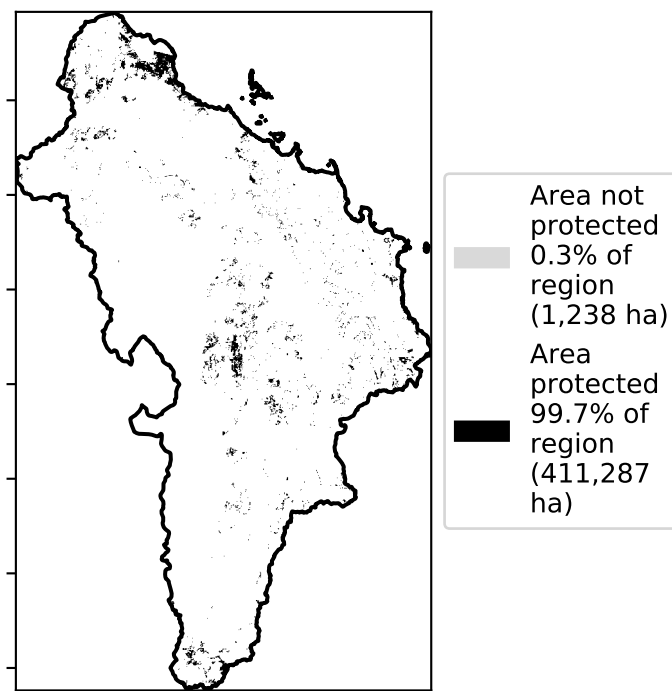 Area not
protected
0.3% of
region
(1,238 ha)
Area
protected
99.7% of
region
(411,287
ha)